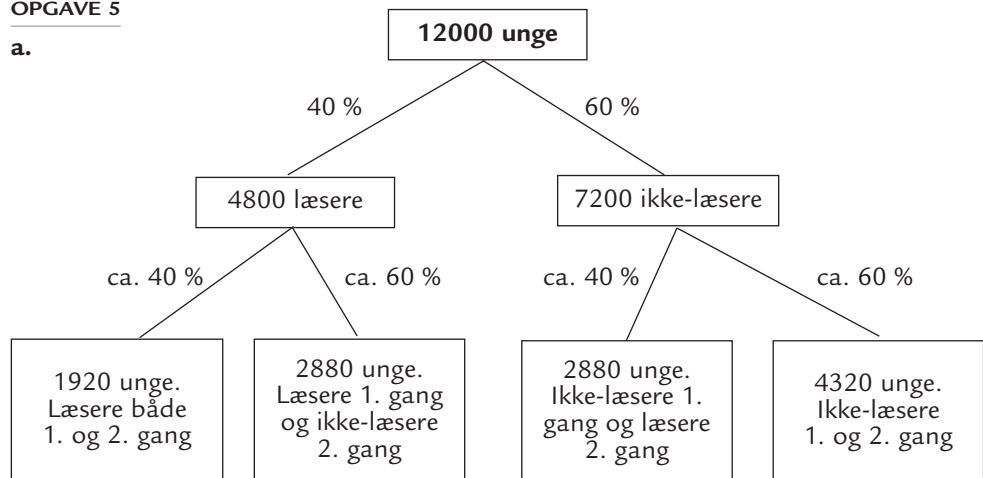 OPGAVE 5
a.
12000 unge
40 %
60 %
4800 læsere
7200 ikke-læsere
ca. 40 %
ca. 60 %
ca. 40 %
ca. 60 %
1920 unge.
Læsere både
1. og 2. gang
2880 unge.
Læsere 1. gang
og ikke-læsere
2. gang
2880 unge.
Ikke-læsere 1.
gang og læsere
2. gang
4320 unge.
Ikke-læsere
1. og 2. gang